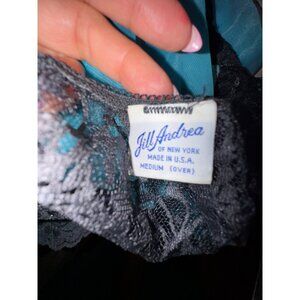 Jill Andrea
OF NEW YORK
MADE IN U.S.A.
MEDIUM (OVER)